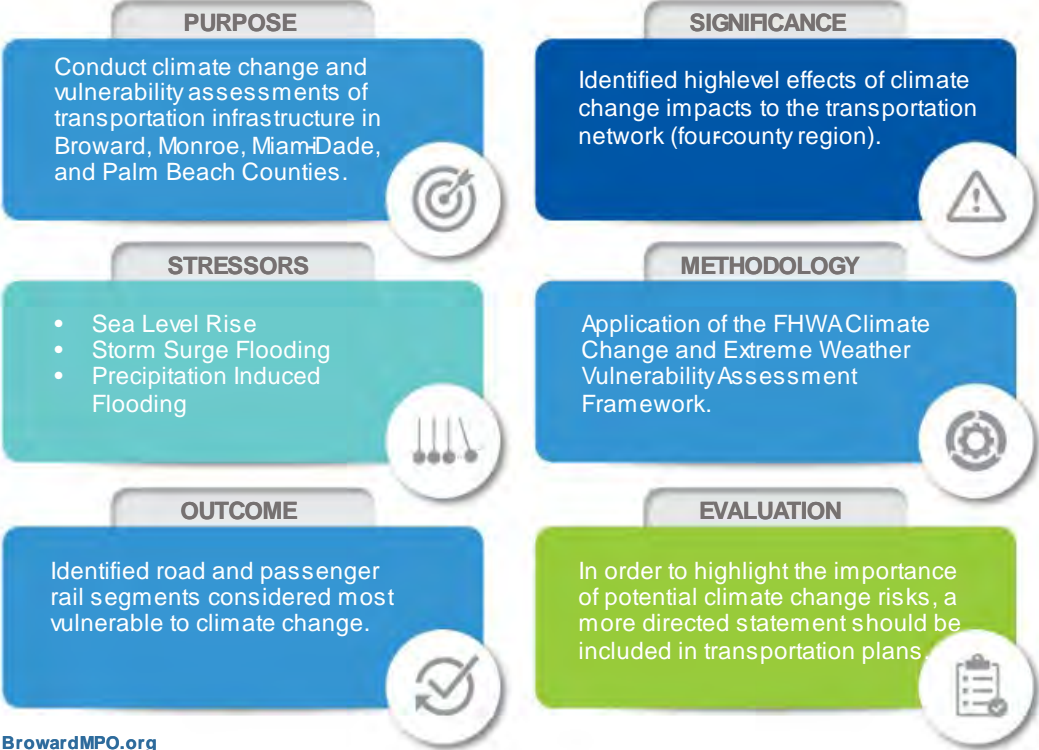 PURPOSE
Conduct climate change and
vulnerability assessments of
transportation infrastructure in
Broward, Monroe, Miami-Dade,
and Palm Beach Counties.
SIGNIFICANCE
Identified high-level effects of climate
change impacts to the transportation
network (four-county region).
STRESSORS
• Sea Level Rise
• Storm Surge Flooding
• Precipitation Induced
Flooding
METHODOLOGY
Application of the FHWA Climate
Change and Extreme Weather
Vulnerability Assessment
Framework.
OUTCOME
Identified road and passenger
rail segments considered most
vulnerable to climate change.
EVALUATION
In order to highlight the importance
of potential climate change risks, a
more directed statement should be
included in transportation plans.
BrowardMPO.org